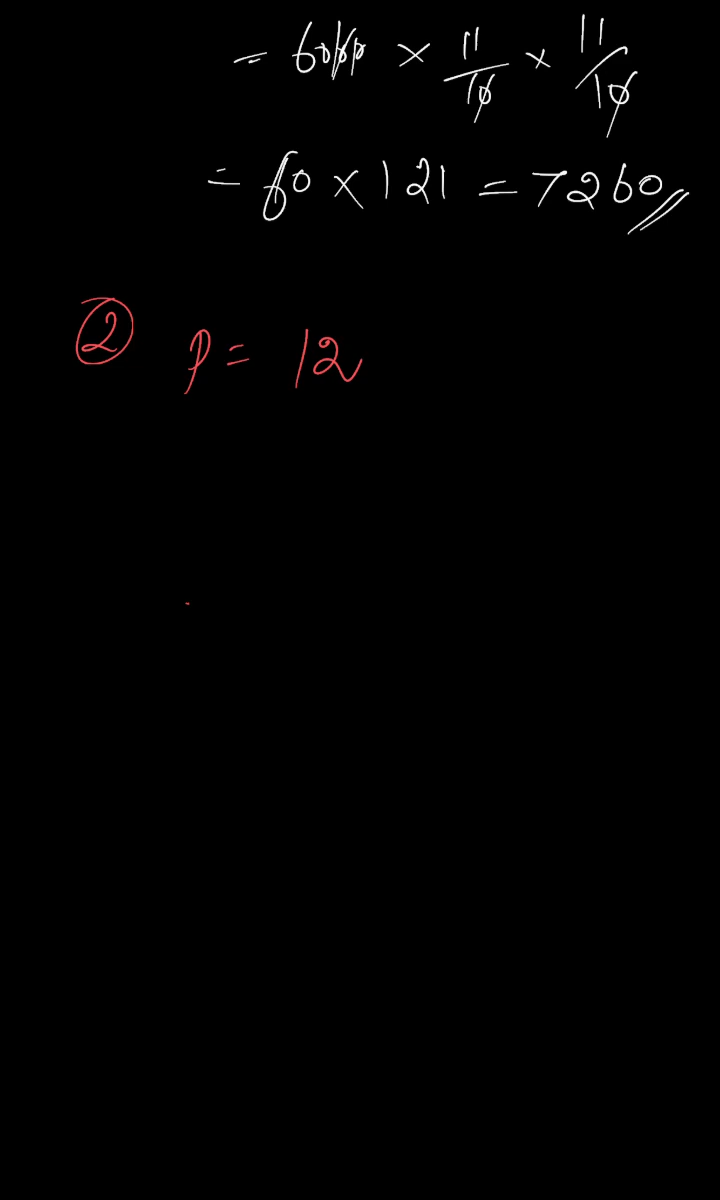 = 6000 × 11/10 × 11/10
= 60 × 121 = 7260//
② P = 12